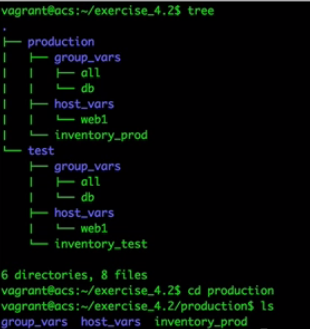 vagrant@acs:~/exercise_4.2$ tree
.
├── production
│   ├── group_vars
│   │   ├── all
│   │   └── db
│   ├── host_vars
│   │   └── web1
│   └── inventory_prod
└── test
    ├── group_vars
    │   ├── all
    │   └── db
    ├── host_vars
    │   └── web1
    └── inventory_test
6 directories, 8 files
vagrant@acs:~/exercise_4.2$ cd production
vagrant@acs:~/exercise_4.2/production$ ls
group_vars  host_vars  inventory_prod